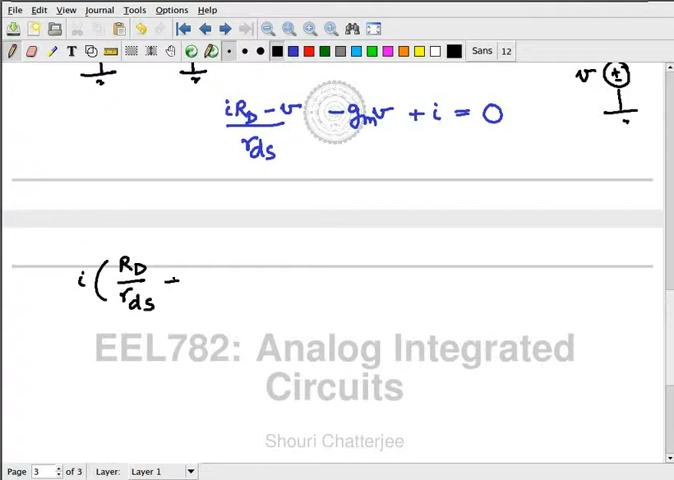 File Edit View Journal Tools Options Help
Sans 12
v
iR_D - v
r_ds
- g_m v + i = 0
i ( R_D
r_ds
+
EEL782: Analog Integrated
Circuits
Shouri Chatterjee
Page 3 of 3 Layer: Layer 1